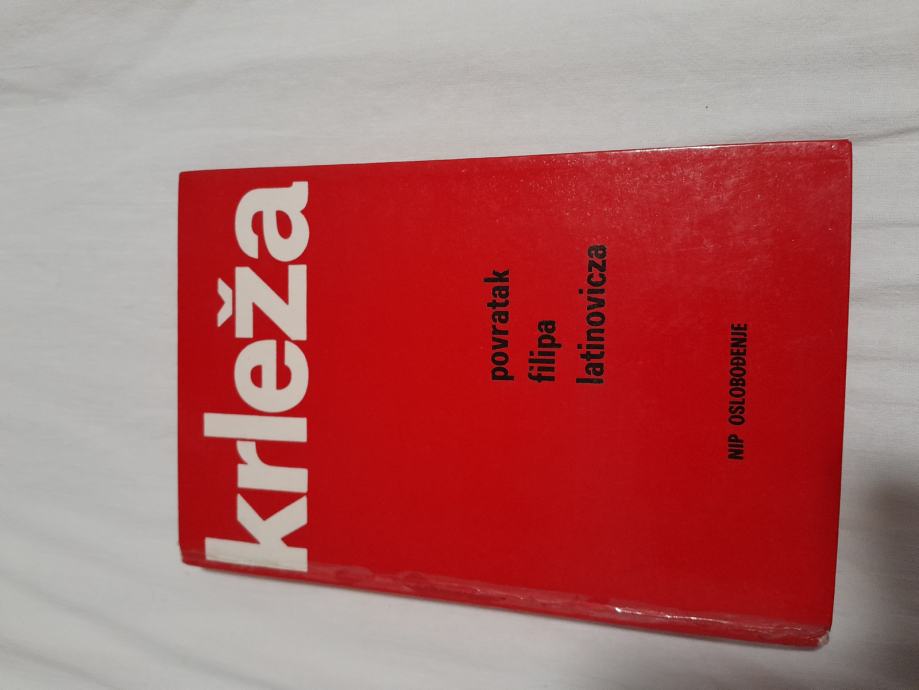 krleža
povratak
filipa
latinovicza
NIP OSLOBOĐENJE